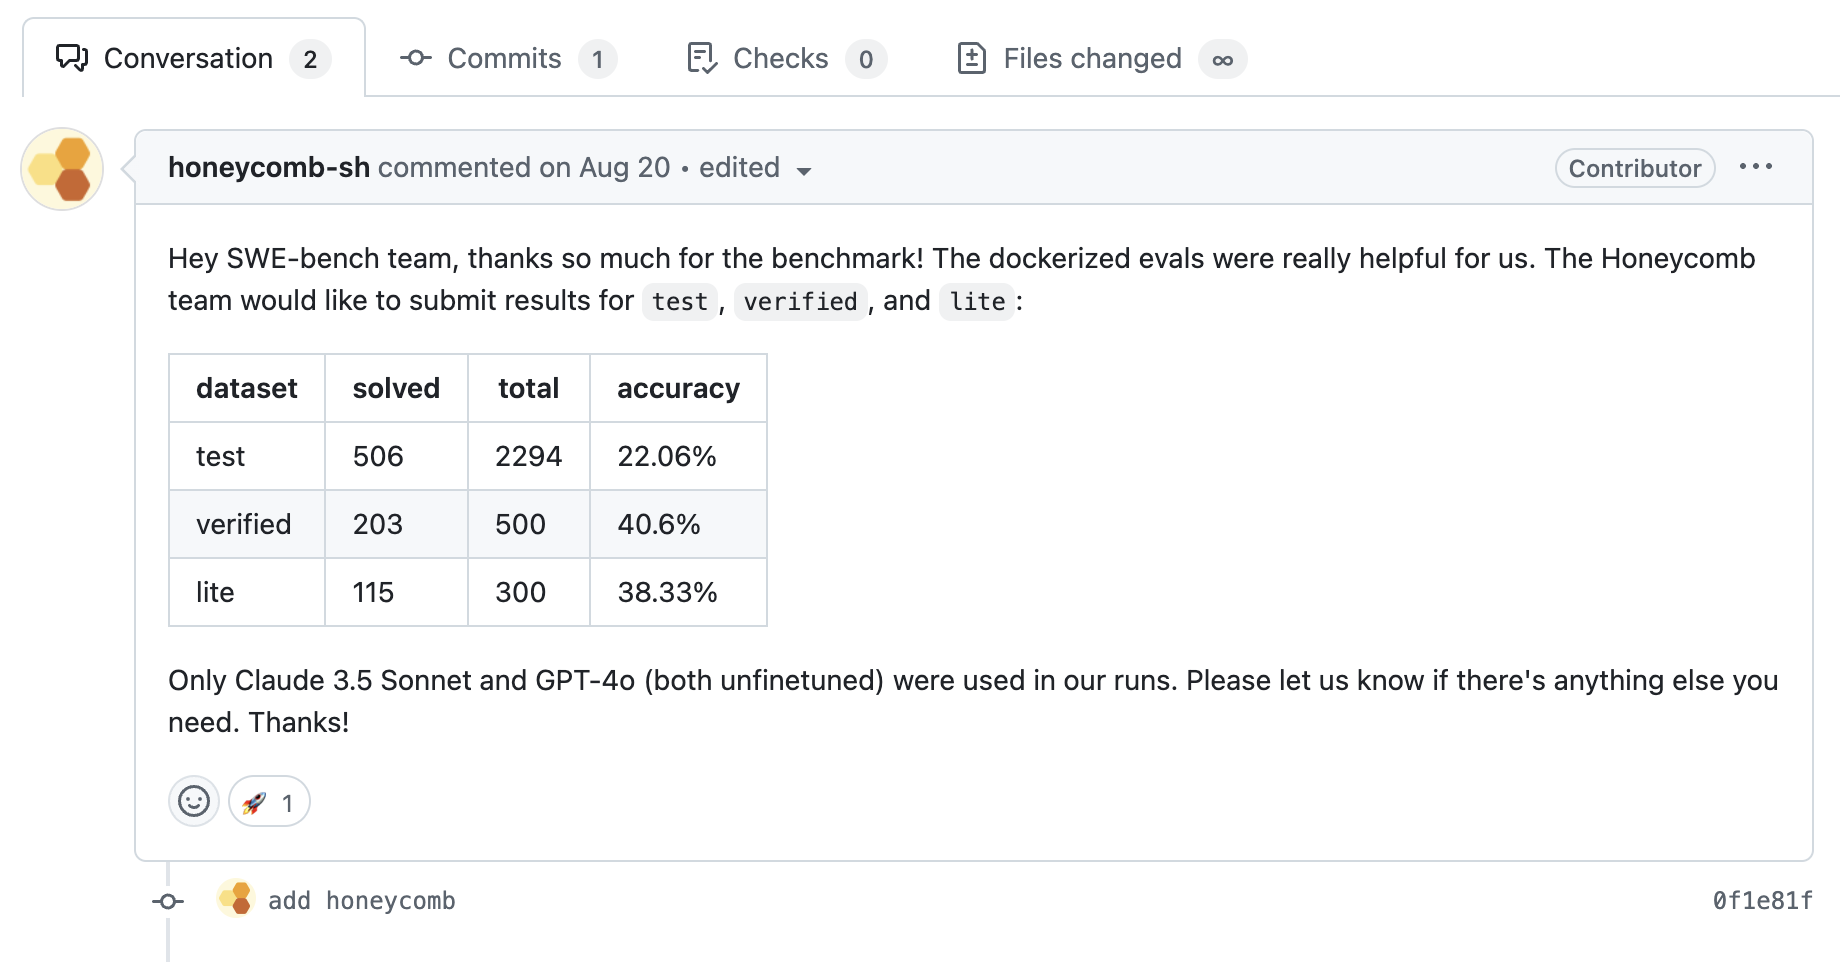 Conversation 2 Commits 1 Checks 0 Files changed ∞
honeycomb-sh commented on Aug 20 • edited Contributor
Hey SWE-bench team, thanks so much for the benchmark! The dockerized evals were really helpful for us. The Honeycomb
team would like to submit results for test, verified, and lite:
dataset solved total accuracy
test 506 2294 22.06%
verified 203 500 40.6%
lite 115 300 38.33%
Only Claude 3.5 Sonnet and GPT-4o (both unfinetuned) were used in our runs. Please let us know if there's anything else you
need. Thanks!
🚀 1
add honeycomb 0f1e81f